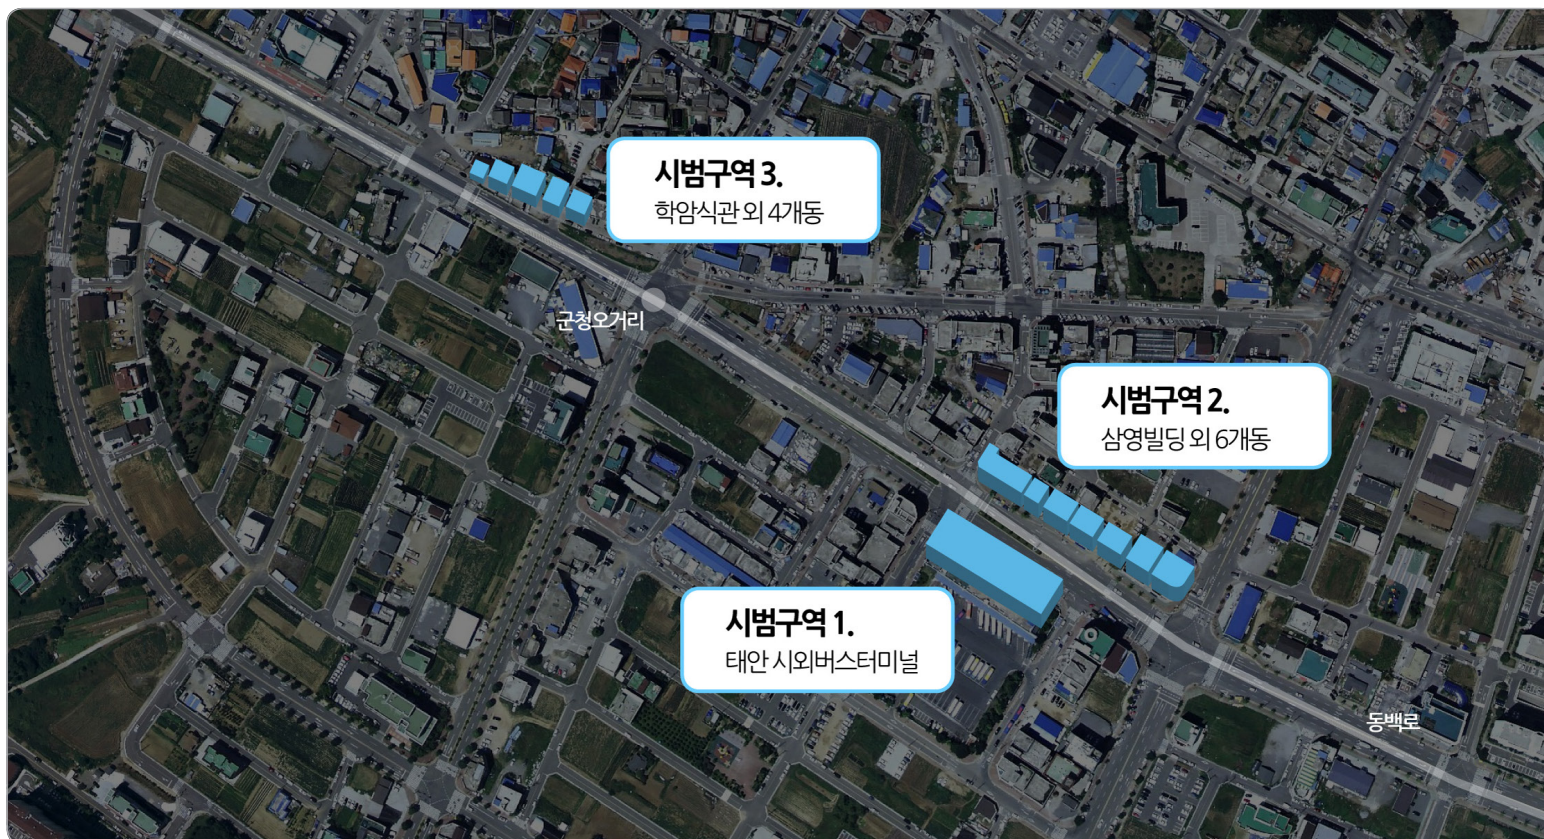 시범구역 3.
학암식관 외 4개동
군청오거리
시범구역 2.
삼영빌딩 외 6개동
시범구역 1.
태안 시외버스터미널
동백로